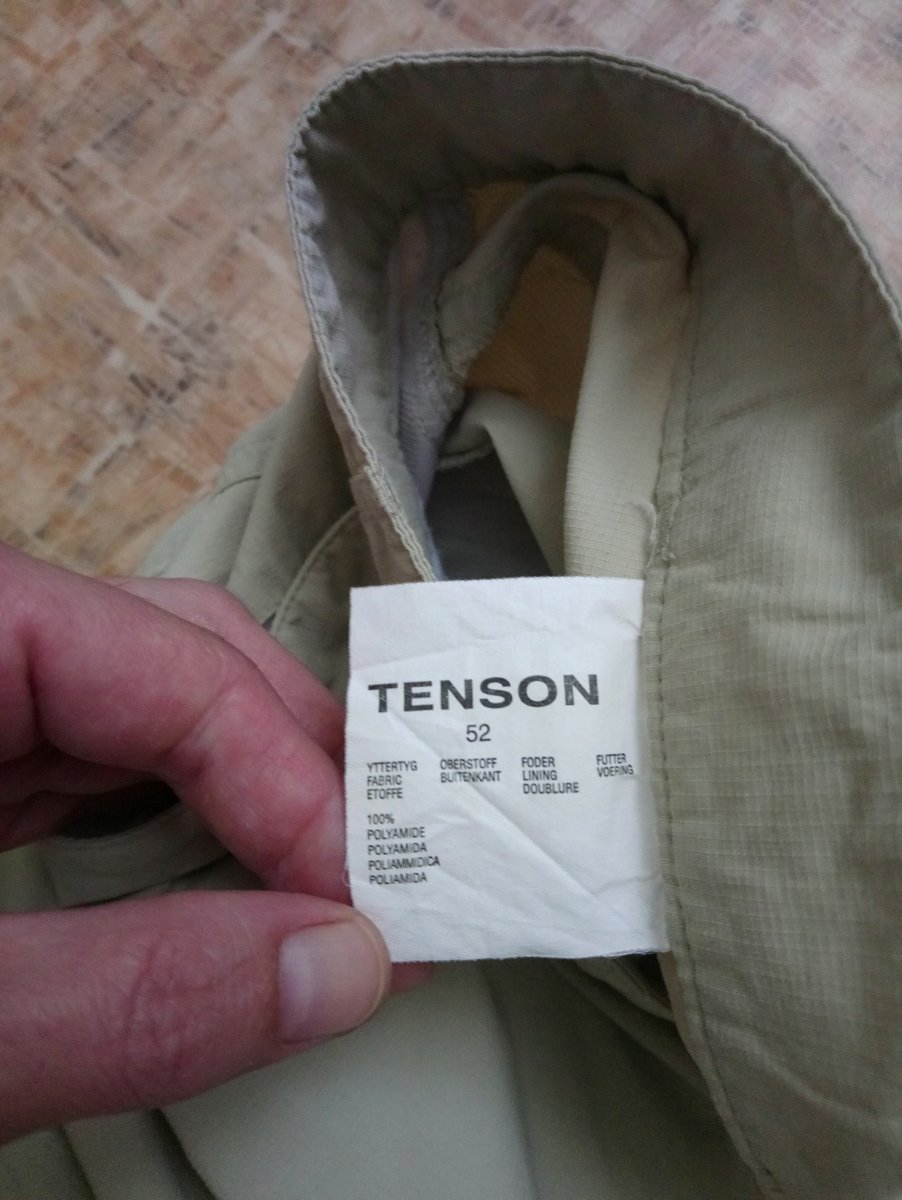 TENSON
52
YTTERTYG OBERSTOFF FODER FUTTER
FABRIC BUITENKANT LINING VOERING
ETOFFE DOUBLURE
100%
POLYAMIDE
POLYAMIDA
POLIAMMIDICA
POLIAMIDA